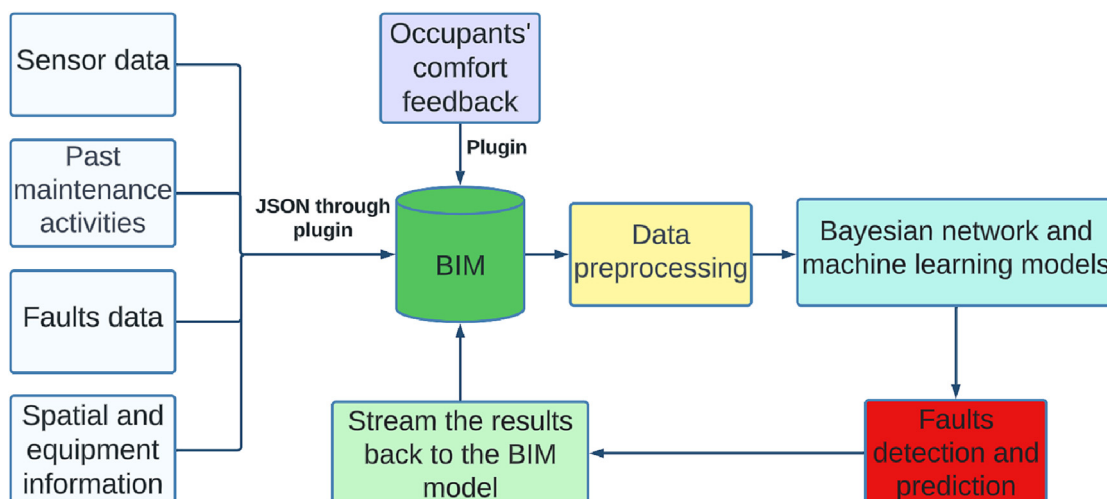 Sensor data
Past
maintenance
activities
Faults data
Spatial and
equipment
information
JSON through
plugin
Occupants'
comfort
feedback
Plugin
BIM
Data
preprocessing
Bayesian network and
machine learning models
Faults
detection and
prediction
Stream the results
back to the BIM
model